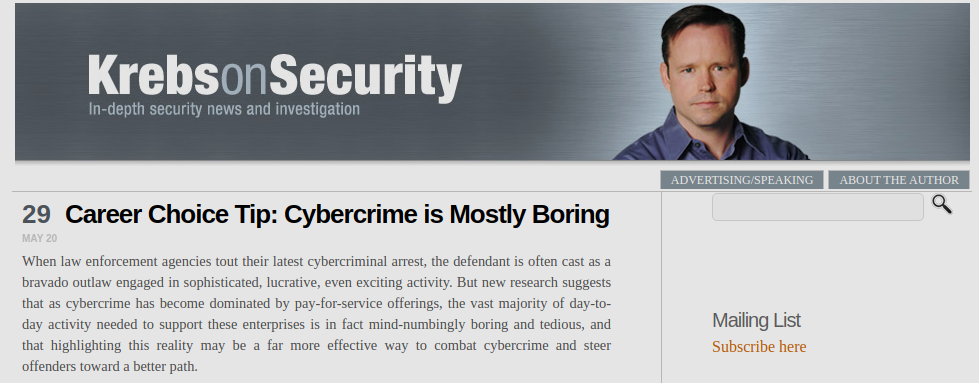 KrebsonSecurity
In-depth security news and investigation
ADVERTISING/SPEAKING
ABOUT THE AUTHOR
29 Career Choice Tip: Cybercrime is Mostly Boring
MAY 20
When law enforcement agencies tout their latest cybercriminal arrest, the defendant is often cast as a
bravado outlaw engaged in sophisticated, lucrative, even exciting activity. But new research suggests
that as cybercrime has become dominated by pay-for-service offerings, the vast majority of day-to-
day activity needed to support these enterprises is in fact mind-numbingly boring and tedious, and
that highlighting this reality may be a far more effective way to combat cybercrime and steer
offenders toward a better path.
Mailing List
Subscribe here